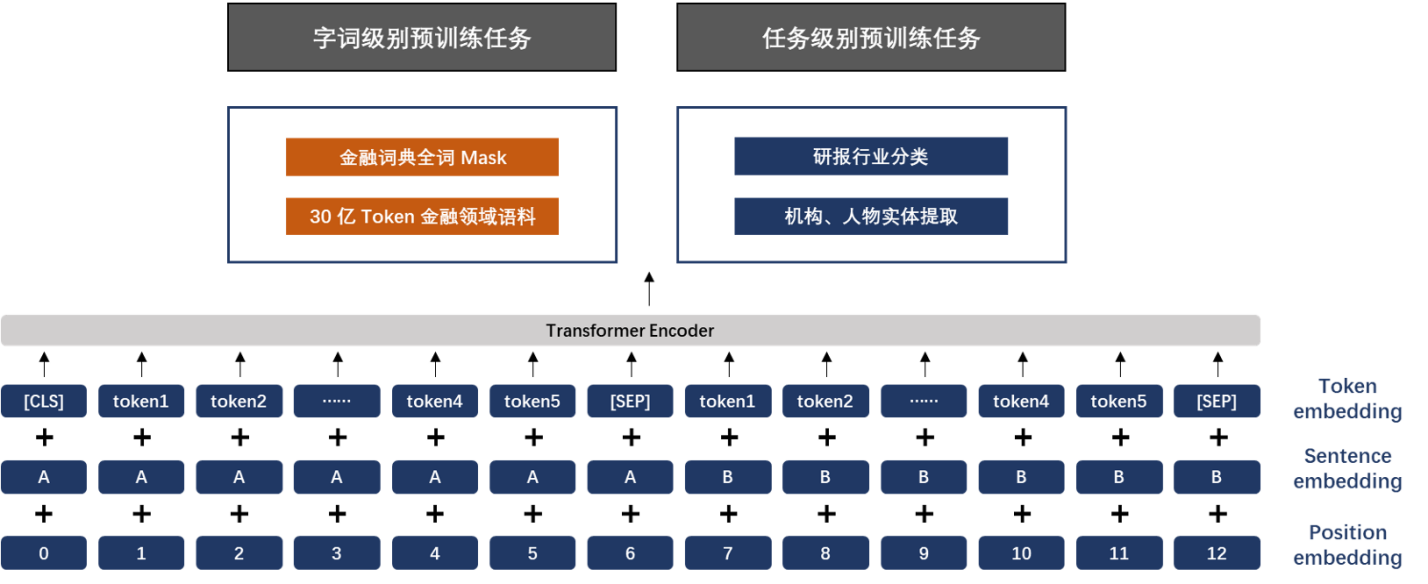 字词级别预训练任务
任务级别预训练任务
金融词典全词 Mask
研报行业分类
30 亿 Token 金融领域语料
机构、人物实体提取
Transformer Encoder
[CLS] token1 token2 ······ token4 token5 [SEP] token1 token2 ······ token4 token5 [SEP]
Token
embedding
+ + + + + + + + + + + + +
A A A A A A A B B B B B B
Sentence
embedding
+ + + + + + + + + + + + +
0 1 2 3 4 5 6 7 8 9 10 11 12
Position
embedding